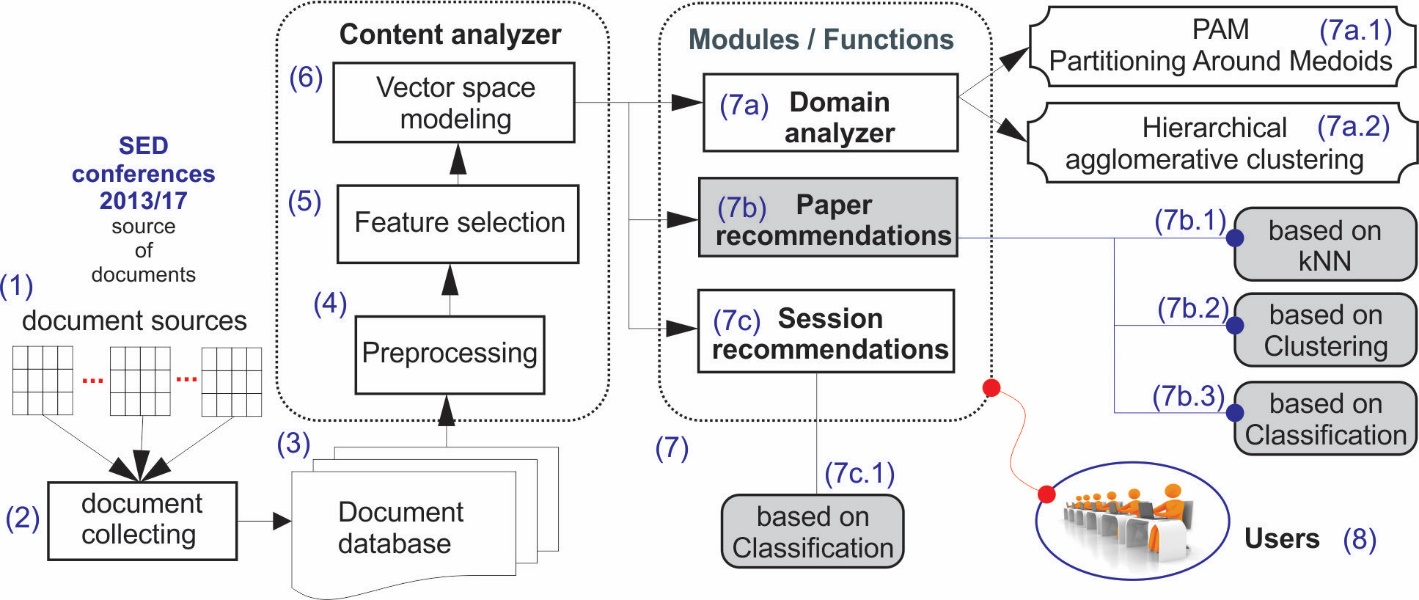 SED
conferences
2013/17
source
of
documents
(1)
document sources
... ...
(2)
document
collecting
(3)
Document
database
Content analyzer
(4)
Preprocessing
(5)
Feature selection
(6)
Vector space
modeling
Modules / Functions
(7)
(7a) Domain
analyzer
PAM (7a.1)
Partitioning Around Medoids
Hierarchical (7a.2)
agglomerative clustering
(7b) Paper
recommendations
(7b.1)
based on
kNN
(7b.2)
based on
Clustering
(7b.3)
based on
Classification
(7c) Session
recommendations
(7c.1)
based on
Classification
Users (8)